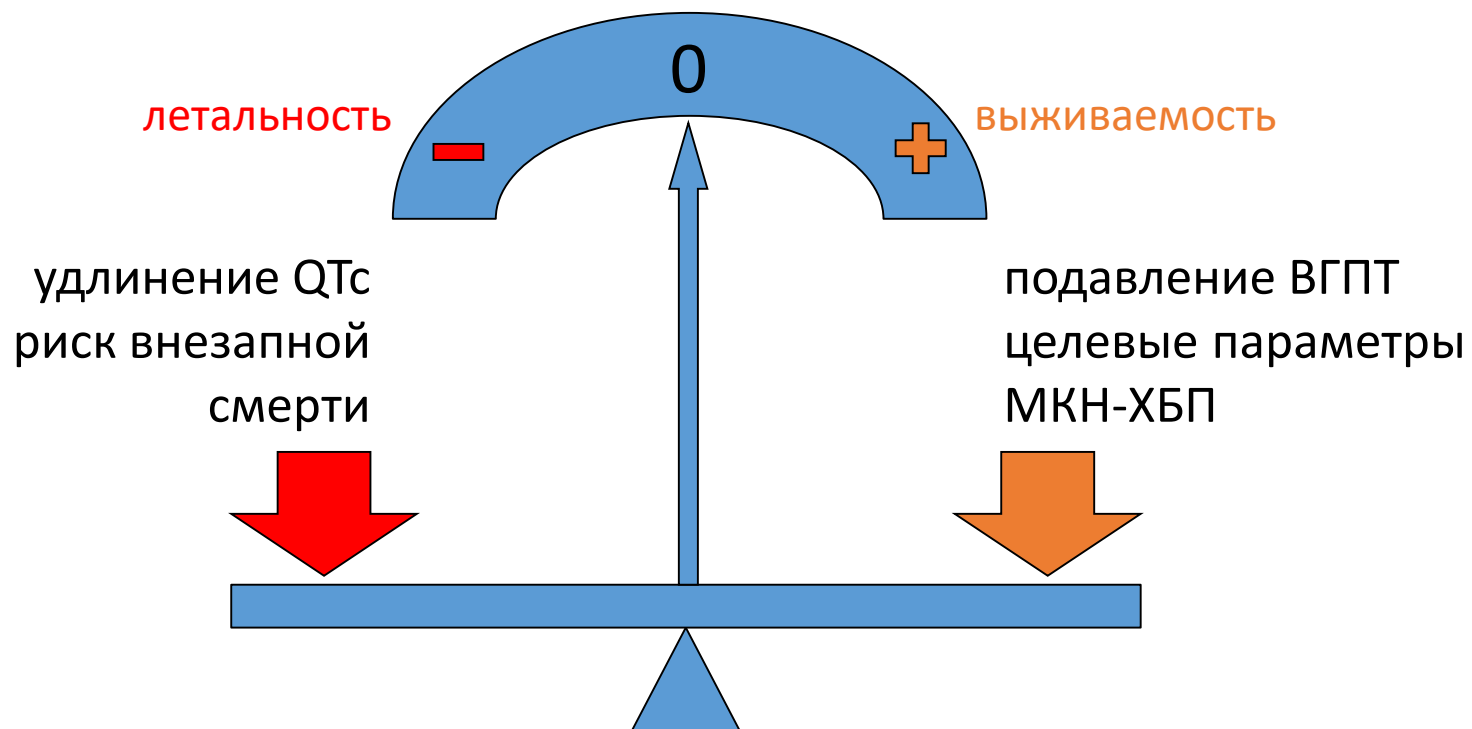 0
летальность
выживаемость
удлинение QTc
риск внезапной
смерти
подавление ВГПТ
целевые параметры
МКН-ХБП